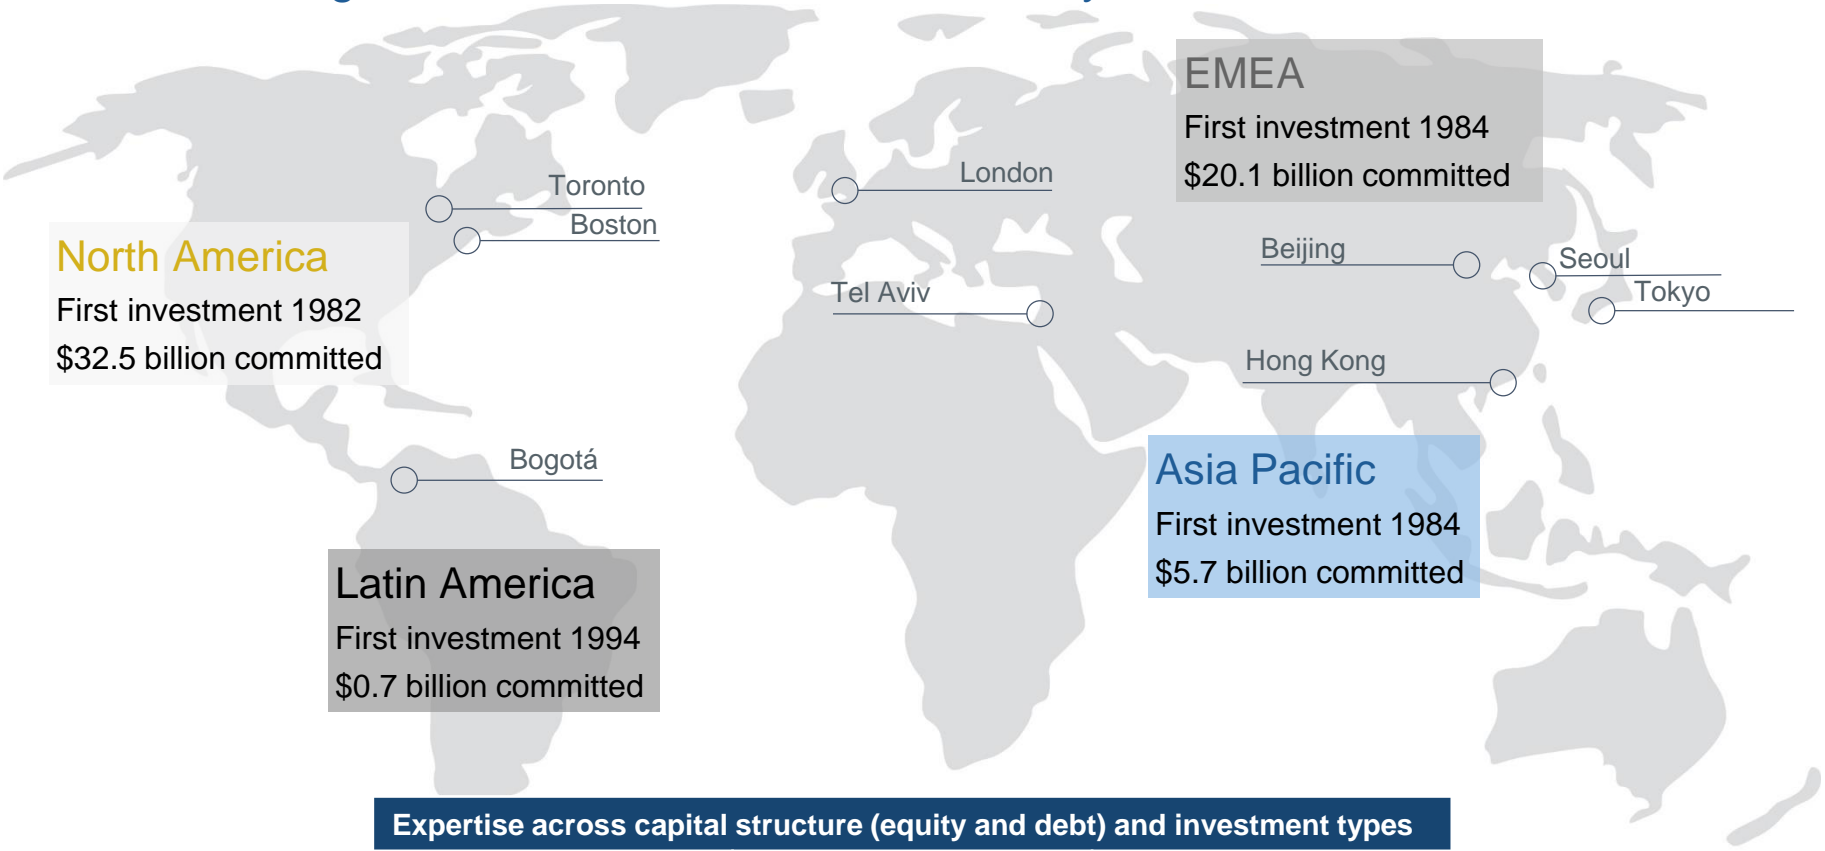 EMEA
First investment 1984
$20.1 billion committed
London
Toronto
Boston
North America
First investment 1982
$32.5 billion committed
Tel Aviv
Beijing
Seoul
Tokyo
Hong Kong
Bogotá
Asia Pacific
First investment 1984
$5.7 billion committed
Latin America
First investment 1994
$0.7 billion committed
Expertise across capital structure (equity and debt) and investment types